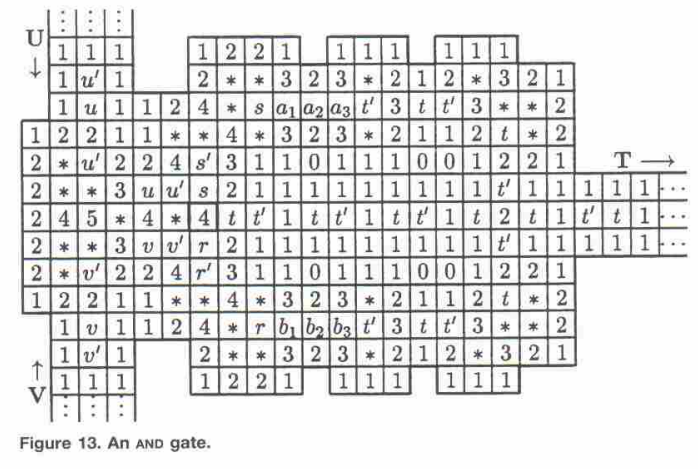 ⋮ ⋮ ⋮
U 1 1 1 1 2 2 1 1 1 1 1 1 1
↓ 1 u' 1 2 * * 3 2 3 * 2 1 2 * 3 2 1
1 u 1 1 2 4 * s a₁ a₂ a₃ t' 3 t t' 3 * * 2
1 2 2 1 1 * * 4 * 3 2 3 * 2 1 1 2 t * 2
2 * u' 2 2 4 s' 3 1 1 0 1 1 1 0 0 1 2 2 1 T →
2 * * 3 u u' s 2 1 1 1 1 1 1 1 1 1 t' 1 1 1 1 1 ···
2 4 5 * 4 * 4 t t' 1 t t' 1 t t' 1 t 2 t 1 t' t 1 ···
2 * * 3 v v' r 2 1 1 1 1 1 1 1 1 1 t' 1 1 1 1 1 ···
2 * v' 2 2 4 r' 3 1 1 0 1 1 1 0 0 1 2 2 1
1 2 2 1 1 * * 4 * 3 2 3 * 2 1 1 2 t * 2
1 v 1 1 2 4 * r b₁ b₂ b₃ t' 3 t t' 3 * * 2
↑ 1 v' 1 2 * * 3 2 3 * 2 1 2 * 3 2 1
V 1 1 1 1 2 2 1 1 1 1 1 1 1
⋮ ⋮ ⋮
Figure 13. An AND gate.